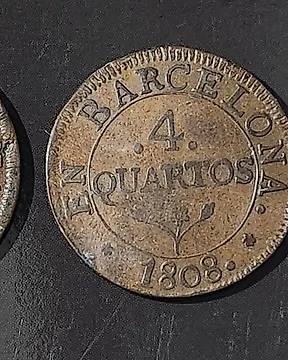 EN BARCELONA.
.4.
QUARTOS
.1808.